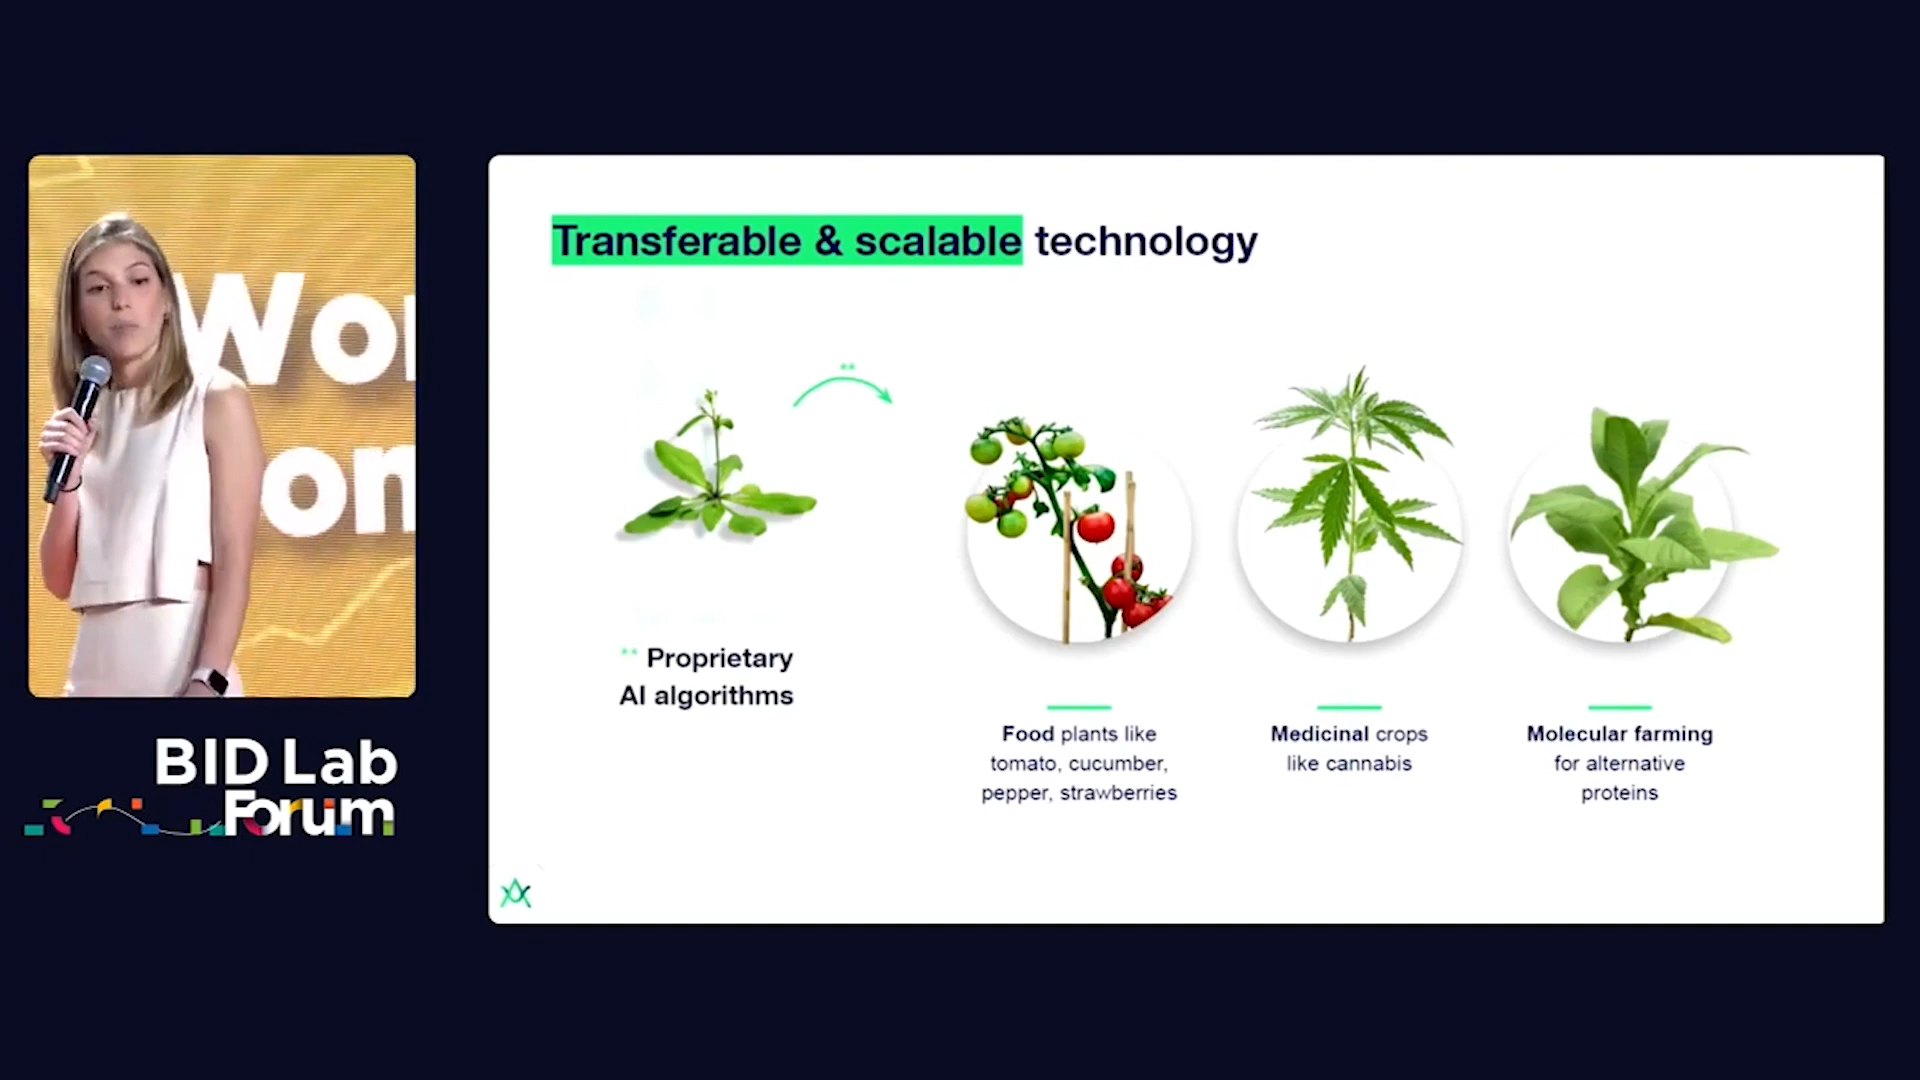 Wo
on
BID Lab
Forum
Transferable & scalable technology
**
** Proprietary
AI algorithms
Food plants like
tomato, cucumber,
pepper, strawberries
Medicinal crops
like cannabis
Molecular farming
for alternative
proteins